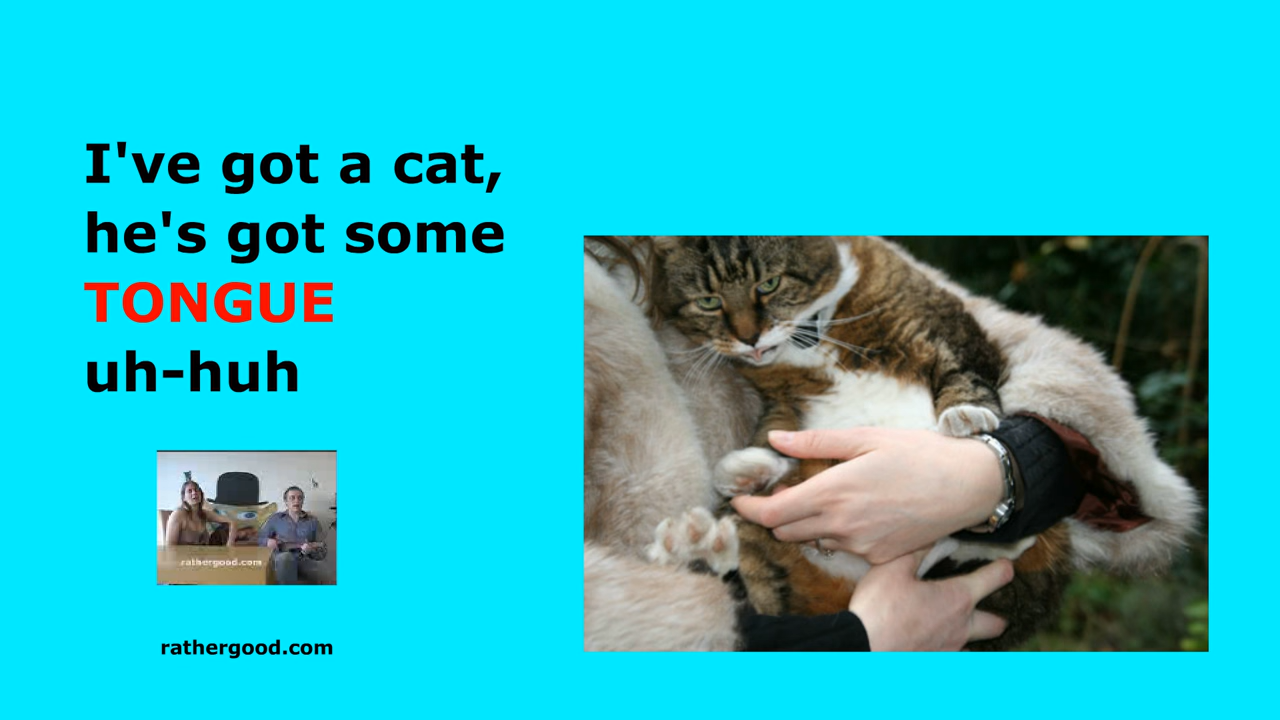 I've got a cat,
he's got some
TONGUE
uh-huh
rathergood.com
rathergood.com